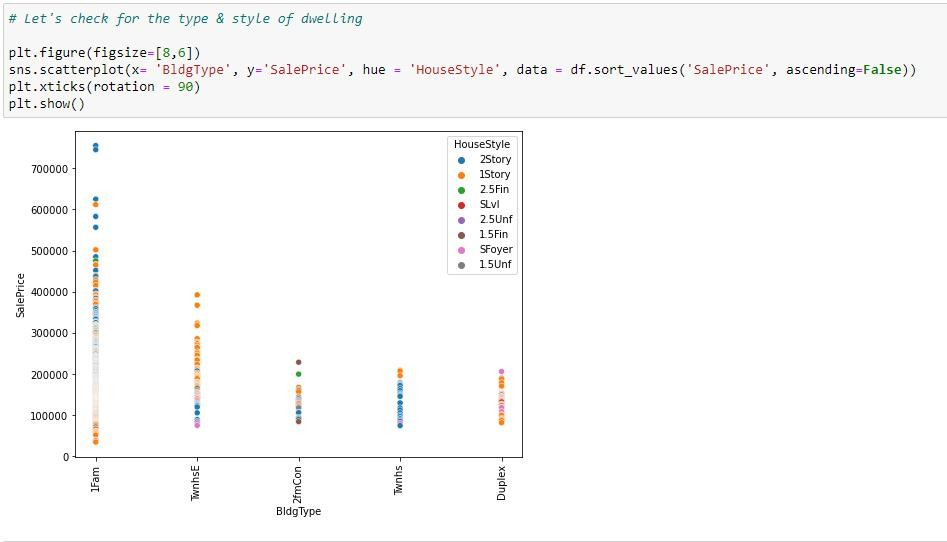 # Let's check for the type & style of dwelling
plt.figure(figsize=[8,6])
sns.scatterplot(x= 'BldgType', y='SalePrice', hue = 'HouseStyle', data = df.sort_values('SalePrice', ascending=False))
plt.xticks(rotation = 90)
plt.show()
HouseStyle
2Story
1Story
2.5Fin
SLvl
2.5Unf
1.5Fin
SFoyer
1.5Unf
700000
600000
500000
400000
300000
200000
100000
0
SalePrice
1Fam
TwnhsE
2fmCon
Twnhs
Duplex
BldgType